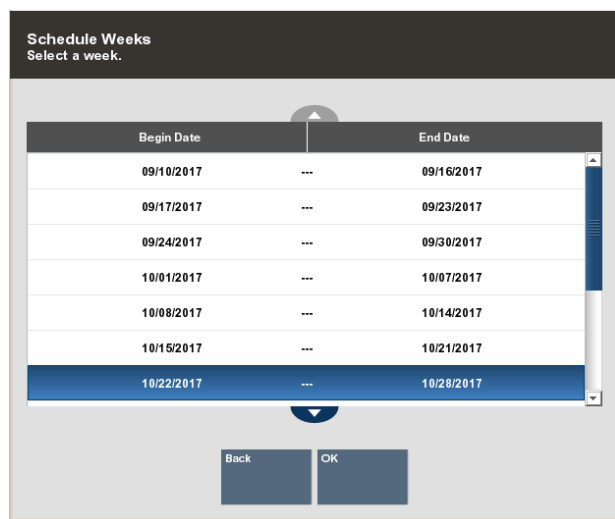 Schedule Weeks
Select a week.
Begin Date End Date
09/10/2017 --- 09/16/2017
09/17/2017 --- 09/23/2017
09/24/2017 --- 09/30/2017
10/01/2017 --- 10/07/2017
10/08/2017 --- 10/14/2017
10/15/2017 --- 10/21/2017
10/22/2017 --- 10/28/2017
Back OK